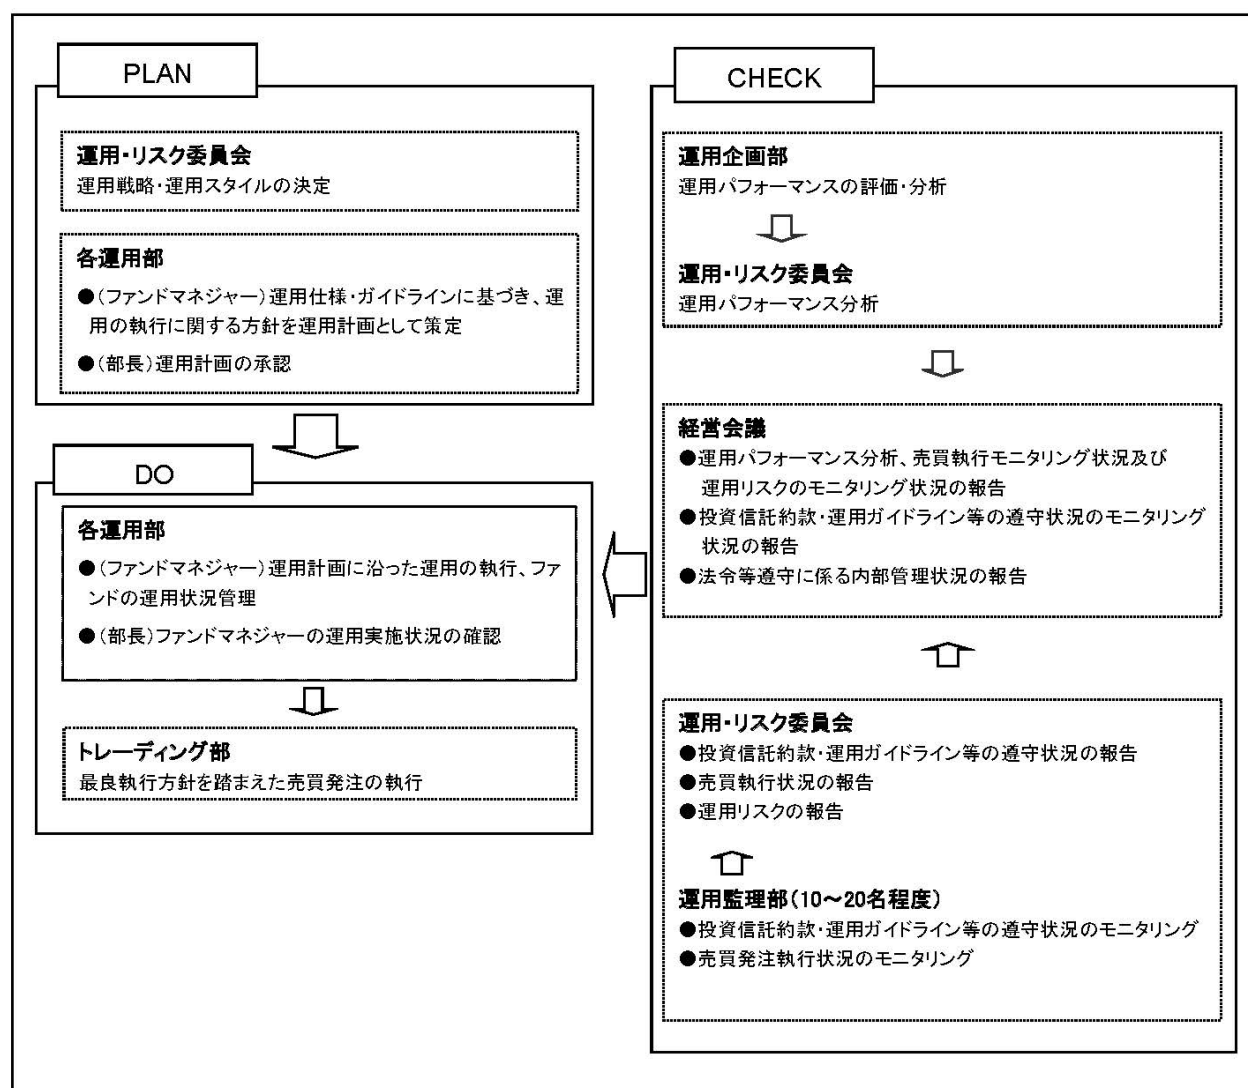 PLAN
運用・リスク委員会
運用戦略・運用スタイルの決定
各運用部
●(ファンドマネジャー)運用仕様・ガイドラインに基づき、運
用の執行に関する方針を運用計画として策定
●(部長)運用計画の承認
DO
各運用部
●(ファンドマネジャー)運用計画に沿った運用の執行、ファ
ンドの運用状況管理
●(部長)ファンドマネジャーの運用実施状況の確認
トレーディング部
最良執行方針を踏まえた売買発注の執行
CHECK
運用企画部
運用パフォーマンスの評価・分析
運用・リスク委員会
運用パフォーマンス分析
経営会議
●運用パフォーマンス分析、売買執行モニタリング状況及び
運用リスクのモニタリング状況の報告
●投資信託約款・運用ガイドライン等の遵守状況のモニタリング
状況の報告
●法令等遵守に係る内部管理状況の報告
運用・リスク委員会
●投資信託約款・運用ガイドライン等の遵守状況の報告
●売買執行状況の報告
●運用リスクの報告
運用監理部(10～20名程度)
●投資信託約款・運用ガイドライン等の遵守状況のモニタリング
●売買発注執行状況のモニタリング